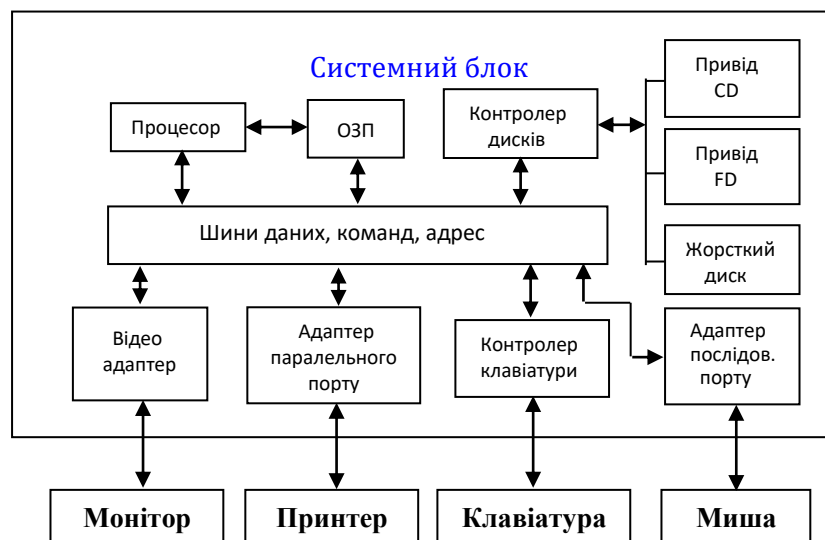 Системний блок
Привід
CD
Процесор
ОЗП
Контролер
дисків
Привід
FD
Шини даних, команд, адрес
Жорсткий
диск
Відео
адаптер
Адаптер
паралельного
порту
Контролер
клавіатури
Адаптер
послідов.
порту
Монітор
Принтер
Клавіатура
Миша